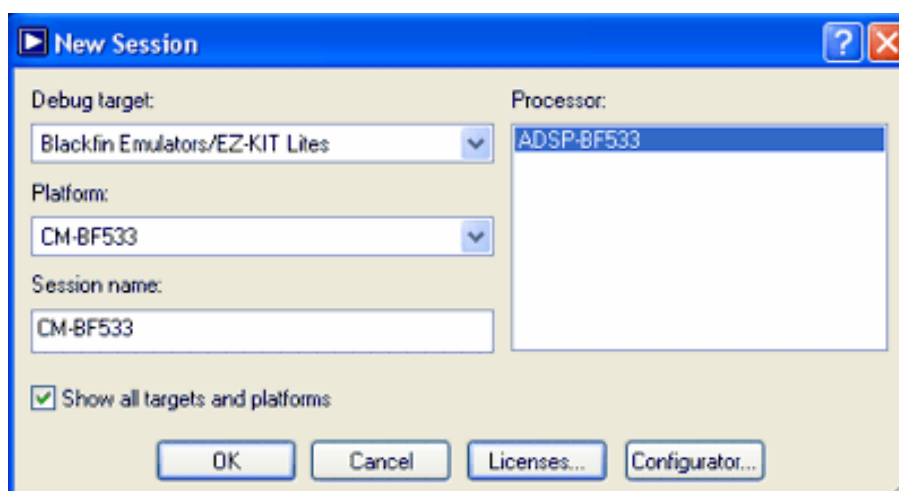 New Session
Debug target:
Blackfin Emulators/EZ-KIT Lites
Platform:
CM-BF533
Session name:
CM-BF533
Show all targets and platforms
Processor:
ADSP-BF533
OK Cancel Licenses... Configurator...